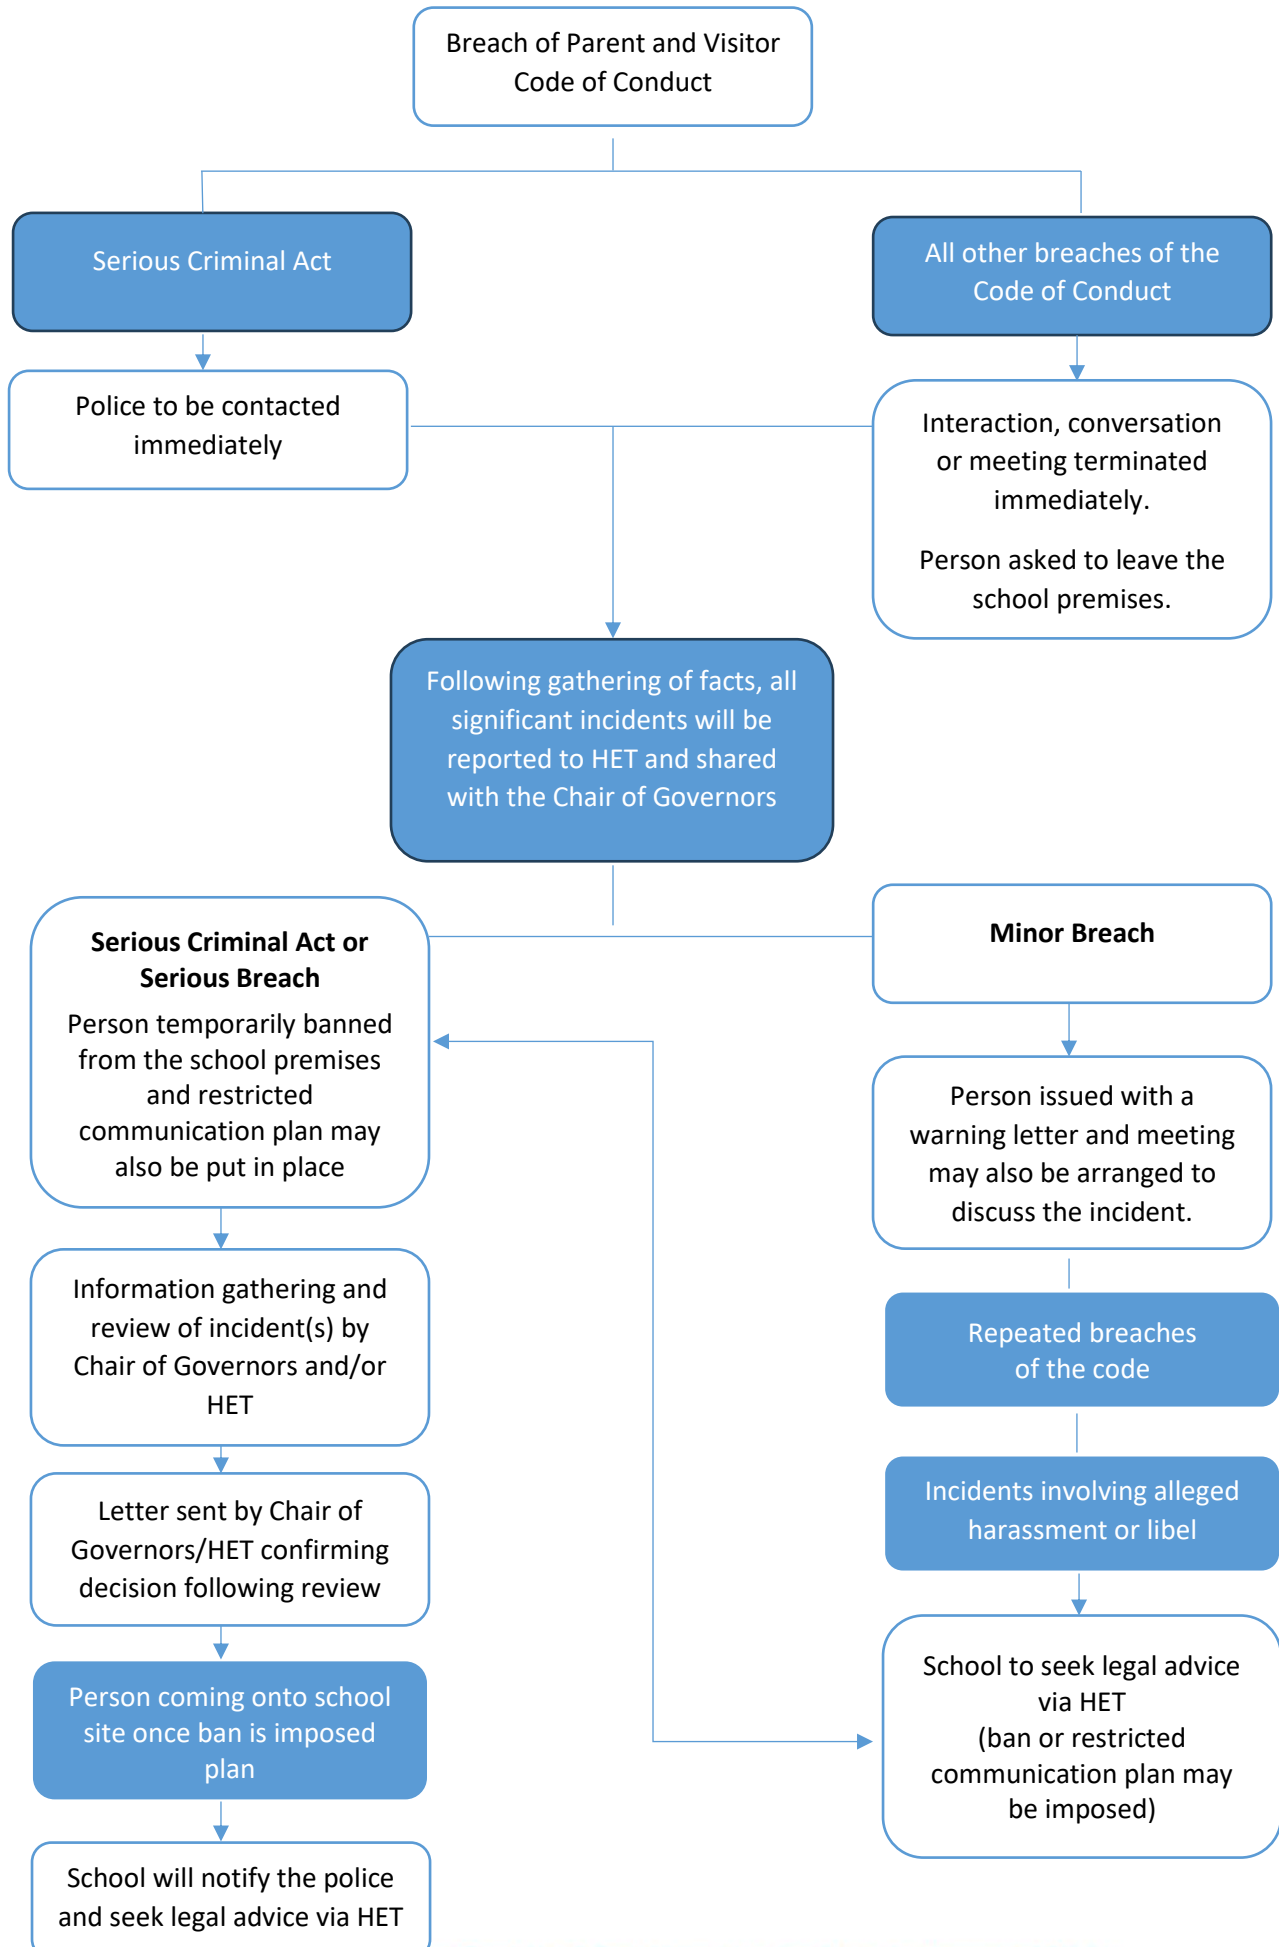 Breach of Parent and Visitor
Code of Conduct
Serious Criminal Act
All other breaches of the
Code of Conduct
Police to be contacted
immediately
Interaction, conversation
or meeting terminated
immediately.
Person asked to leave the
school premises.
Following gathering of facts, all
significant incidents will be
reported to HET and shared
with the Chair of Governors
Serious Criminal Act or
Serious Breach
Person temporarily banned
from the school premises
and restricted
communication plan may
also be put in place
Minor Breach
Person issued with a
warning letter and meeting
may also be arranged to
discuss the incident.
Information gathering and
review of incident(s) by
Chair of Governors and/or
HET
Repeated breaches
of the code
Letter sent by Chair of
Governors/HET confirming
decision following review
Incidents involving alleged
harassment or libel
Person coming onto school
site once ban is imposed
plan
School to seek legal advice
via HET
(ban or restricted
communication plan may
be imposed)
School will notify the police
and seek legal advice via HET